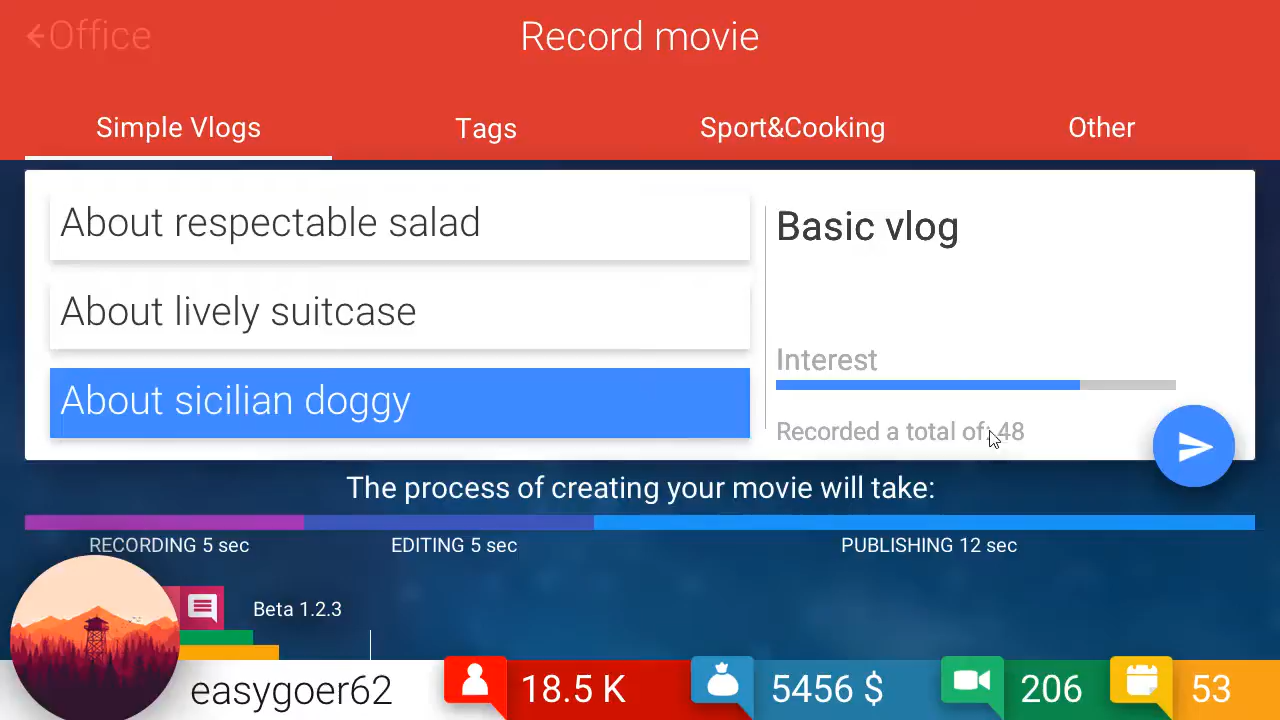 Office
Record movie
Simple Vlogs
Tags
Sport&Cooking
Other
About respectable salad
About lively suitcase
About sicilian doggy
Basic vlog
Interest
Recorded a total of: 48
The process of creating your movie will take:
RECORDING 5 sec
EDITING 5 sec
PUBLISHING 12 sec
Beta 1.2.3
easygoer62
18.5 K
5456 $
206
53